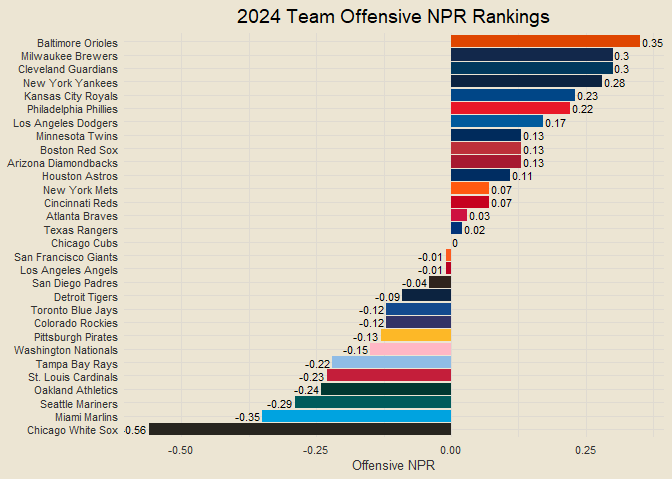 2024 Team Offensive NPR Rankings
Baltimore Orioles 0.35
Milwaukee Brewers 0.3
Cleveland Guardians 0.3
New York Yankees 0.28
Kansas City Royals 0.23
Philadelphia Phillies 0.22
Los Angeles Dodgers 0.17
Minnesota Twins 0.13
Boston Red Sox 0.13
Arizona Diamondbacks 0.13
Houston Astros 0.11
New York Mets 0.07
Cincinnati Reds 0.07
Atlanta Braves 0.03
Texas Rangers 0.02
Chicago Cubs 0
San Francisco Giants -0.01
Los Angeles Angels -0.01
San Diego Padres -0.04
Detroit Tigers -0.09
Toronto Blue Jays -0.12
Colorado Rockies -0.12
Pittsburgh Pirates -0.13
Washington Nationals -0.15
Tampa Bay Rays -0.22
St. Louis Cardinals -0.23
Oakland Athletics -0.24
Seattle Mariners -0.29
Miami Marlins -0.35
Chicago White Sox -0.56
-0.50 -0.25 0.00 0.25
Offensive NPR